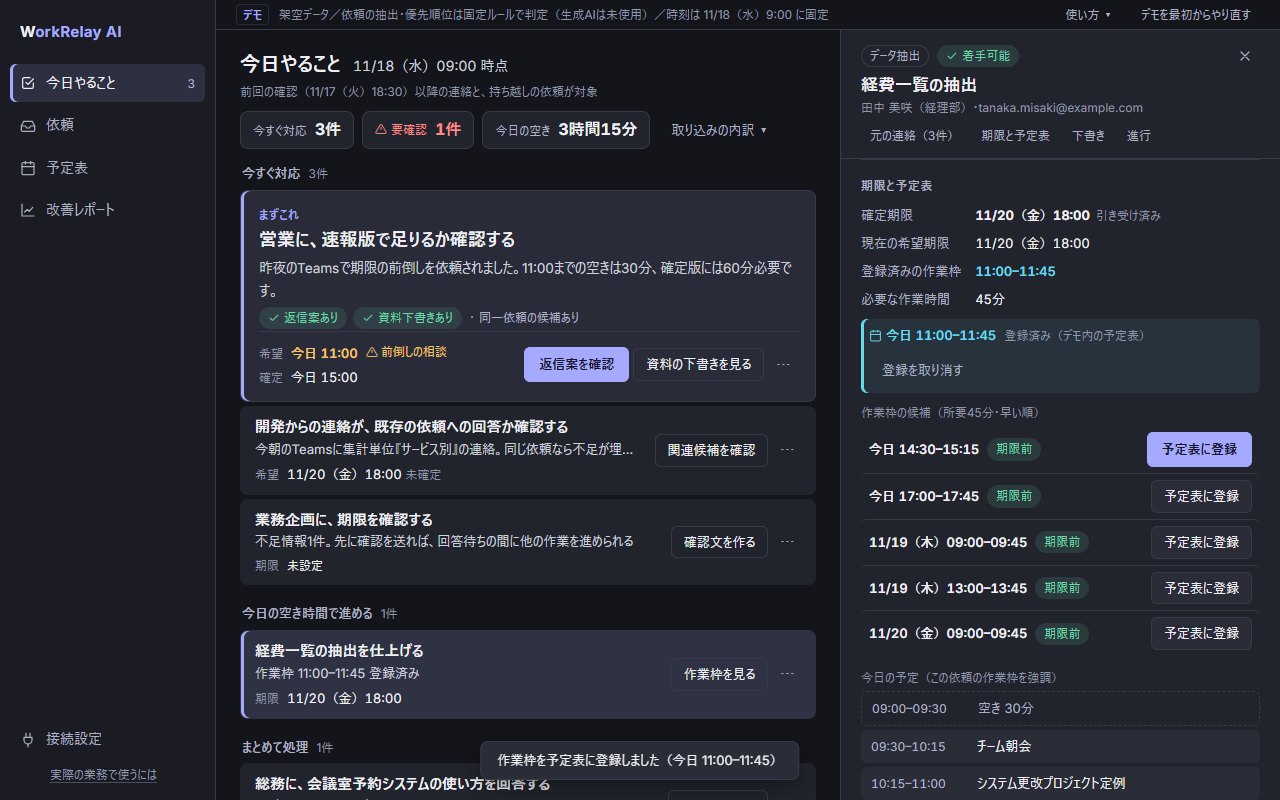 WorkRelay AI
今日やること 3
依頼
予定表
改善レポート
接続設定
実際の業務で使うには
デモ 架空データ／依頼の抽出・優先順位は固定ルールで判定（生成AIは未使用）／時刻は 11/18（水）9:00 に固定
使い方 ▼ デモを最初からやり直す
今日やること 11/18（水）09:00 時点
前回の確認（11/17（火）18:30）以降の連絡と、持ち越しの依頼が対象
今すぐ対応 3件 要確認 1件 今日の空き 3時間15分 取り込みの内訳 ▼
今すぐ対応 3件
まずこれ
営業に、速報版で足りるか確認する
昨夜のTeamsで期限の前倒しを依頼されました。11:00までの空きは30分、確定版には60分必要で
す。
返信案あり 資料下書きあり ・ 同一依頼の候補あり
希望 今日 11:00 前倒しの相談
確定 今日 15:00
返信案を確認 資料の下書きを見る …
開発からの連絡が、既存の依頼への回答か確認する
今朝のTeamsに集計単位『サービス別』の連絡。同じ依頼なら不足が埋…
希望 11/20（金）18:00 未確定
関連候補を確認 …
業務企画に、期限を確認する
不足情報1件。先に確認を送れば、回答待ちの間に他の作業を進められる
期限 未設定
確認文を作る …
今日の空き時間で進める 1件
経費一覧の抽出を仕上げる
作業枠 11:00–11:45 登録済み
期限 11/20（金）18:00
作業枠を見る …
まとめて処理 1件
総務に、会議室予約システムの使い方を回答する
作業枠を予定表に登録しました（今日 11:00–11:45）
データ抽出 着手可能
経費一覧の抽出
田中 美咲（経理部）・tanaka.misaki@example.com
元の連絡（3件） 期限と予定表 下書き 進行
期限と予定表
確定期限 11/20（金）18:00 引き受け済み
現在の希望期限 11/20（金）18:00
登録済みの作業枠 11:00–11:45
必要な作業時間 45分
今日 11:00–11:45 登録済み（デモ内の予定表）
登録を取り消す
作業枠の候補（所要45分・早い順）
今日 14:30–15:15 期限前 予定表に登録
今日 17:00–17:45 期限前 予定表に登録
11/19（木）09:00–09:45 期限前 予定表に登録
11/19（木）13:00–13:45 期限前 予定表に登録
11/20（金）09:00–09:45 期限前 予定表に登録
今日の予定（この依頼の作業枠を強調）
09:00–09:30 空き 30分
09:30–10:15 チーム朝会
10:15–11:00 システム更改プロジェクト定例